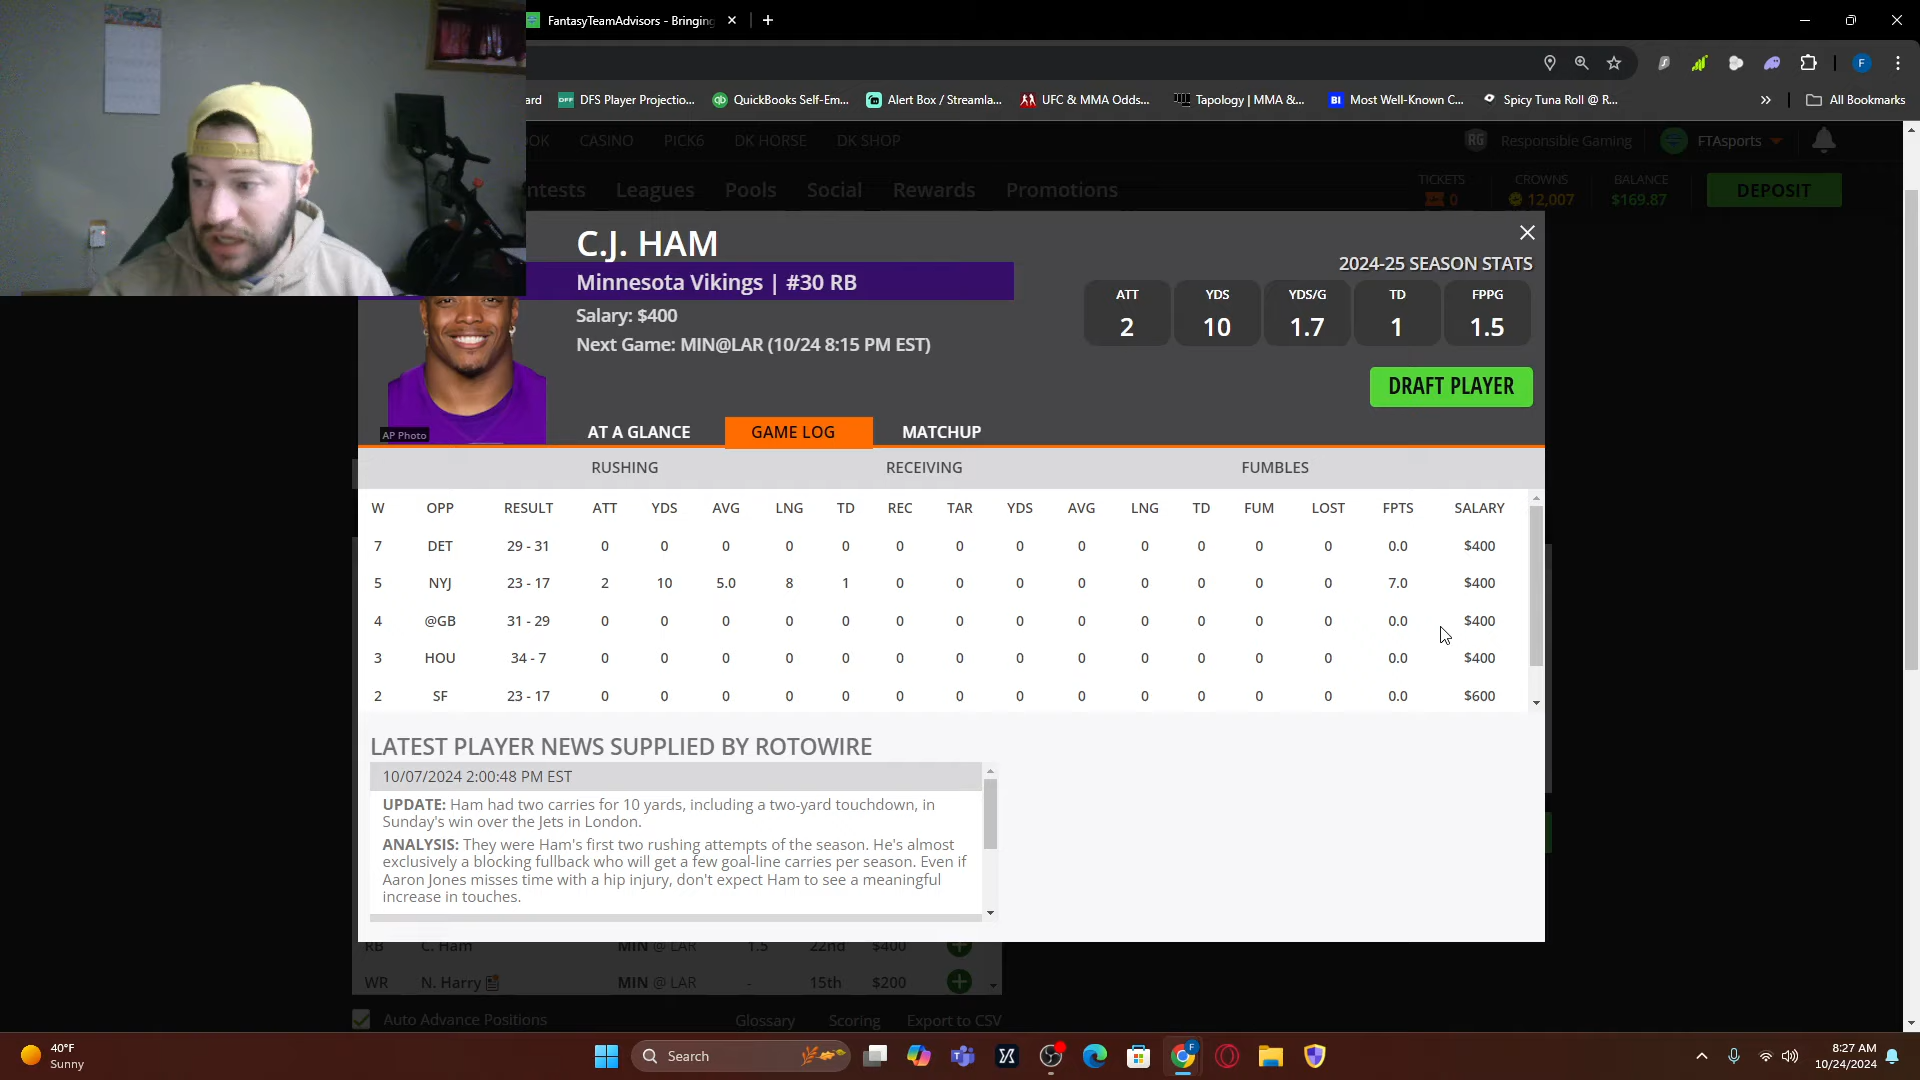 FantasyTeamAdvisors - Bringing
ard DFS Player Projectio... QuickBooks Self-Em... Alert Box / Streamla... UFC & MMA Odds... Tapology | MMA &... BI Most Well-Known C... Spicy Tuna Roll @ R... » All Bookmarks
OK CASINO PICK6 DK HORSE DK SHOP RG Responsible Gaming FTAsports
ntests Leagues Pools Social Rewards Promotions
TICKETS CROWNS BALANCE DEPOSIT
0 12,007 $169.87
C.J. HAM
Minnesota Vikings | #30 RB
Salary: $400
Next Game: MIN@LAR (10/24 8:15 PM EST)
2024-25 SEASON STATS
ATT YDS YDS/G TD FPPG
2 10 1.7 1 1.5
DRAFT PLAYER
AP Photo
AT A GLANCE GAME LOG MATCHUP
RUSHING RECEIVING FUMBLES
W OPP RESULT ATT YDS AVG LNG TD REC TAR YDS AVG LNG TD FUM LOST FPTS SALARY
7 DET 29 - 31 0 0 0 0 0 0 0 0 0 0 0 0 0 0.0 $400
5 NYJ 23 - 17 2 10 5.0 8 1 0 0 0 0 0 0 0 0 7.0 $400
4 @GB 31 - 29 0 0 0 0 0 0 0 0 0 0 0 0 0 0.0 $400
3 HOU 34 - 7 0 0 0 0 0 0 0 0 0 0 0 0 0 0.0 $400
2 SF 23 - 17 0 0 0 0 0 0 0 0 0 0 0 0 0 0.0 $600
LATEST PLAYER NEWS SUPPLIED BY ROTOWIRE
10/07/2024 2:00:48 PM EST
UPDATE: Ham had two carries for 10 yards, including a two-yard touchdown, in
Sunday's win over the Jets in London.
ANALYSIS: They were Ham's first two rushing attempts of the season. He's almost
exclusively a blocking fullback who will get a few goal-line carries per season. Even if
Aaron Jones misses time with a hip injury, don't expect Ham to see a meaningful
increase in touches.
RB C. Ham MIN @ LAR 1.5 22nd $400
WR N. Harry MIN @ LAR - 15th $200
Auto Advance Positions Glossary Scoring Export to CSV
40°F
Sunny
Search
8:27 AM
10/24/2024